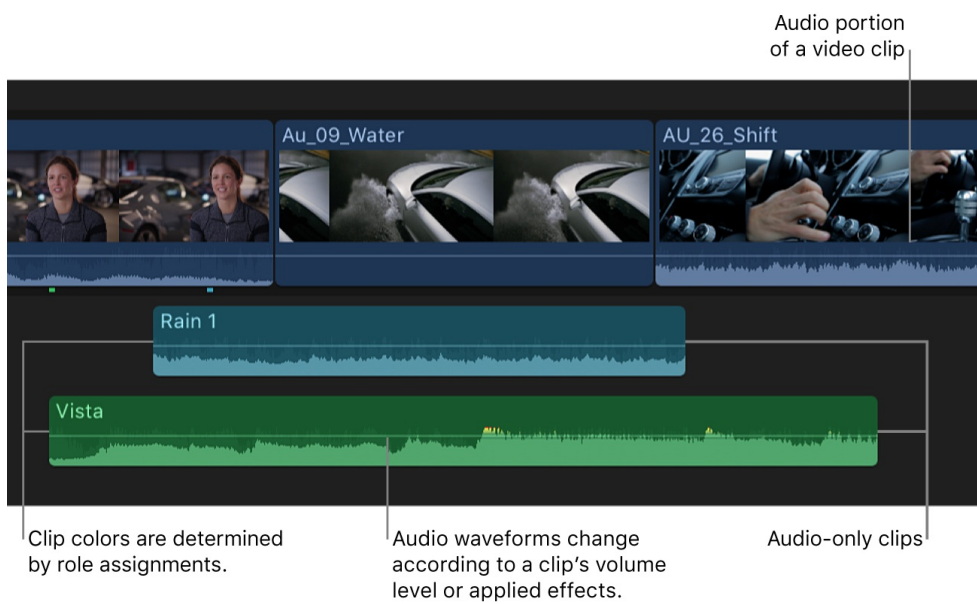 Audio portion
of a video clip
Au_09_Water
AU_26_Shift
Rain 1
Vista
Clip colors are determined
by role assignments.
Audio waveforms change
according to a clip’s volume
level or applied effects.
Audio-only clips